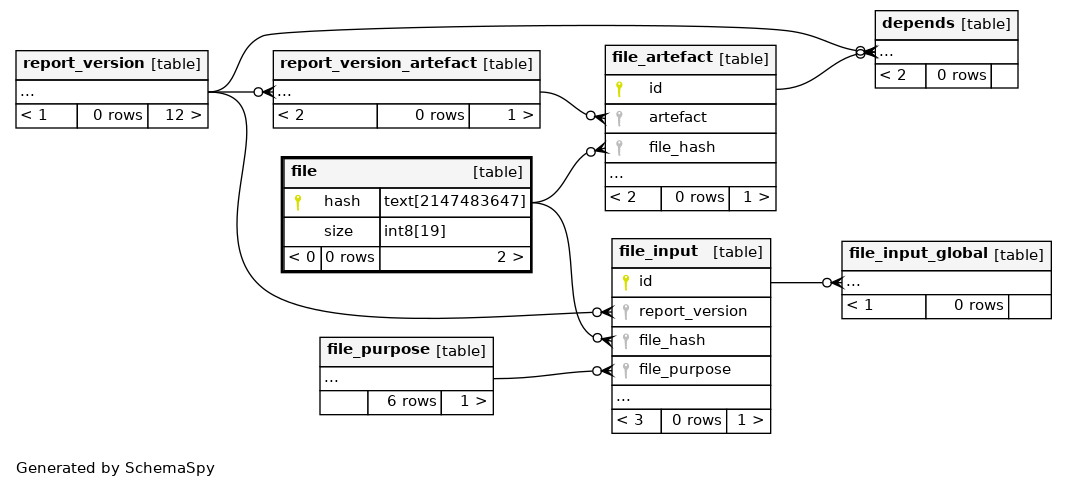 depends [table]
...
< 2 0 rows
report_version [table]
...
< 1 0 rows 12 >
report_version_artefact [table]
...
< 2 0 rows 1 >
file_artefact [table]
id
artefact
file_hash
...
< 2 0 rows 1 >
file [table]
hash text[2147483647]
size int8[19]
< 0 0 rows 2 >
file_input [table]
id
report_version
file_hash
file_purpose
...
< 3 0 rows 1 >
file_input_global [table]
...
< 1 0 rows
file_purpose [table]
...
6 rows 1 >
Generated by SchemaSpy